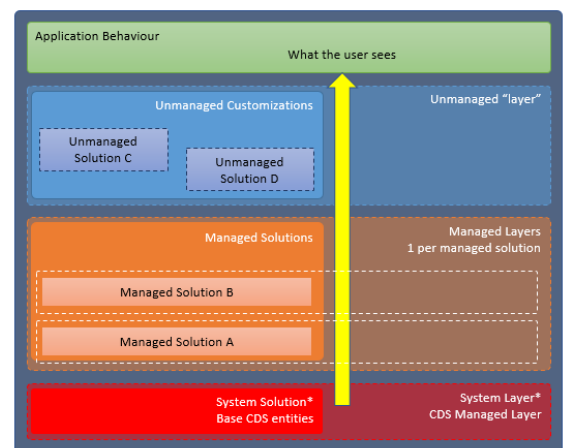 Application Behaviour
What the user sees
Unmanaged Customizations
Unmanaged “layer”
Unmanaged
Solution C
Unmanaged
Solution D
Managed Solutions
Managed Layers
1 per managed solution
Managed Solution B
Managed Solution A
System Solution*
Base CDS entities
System Layer*
CDS Managed Layer